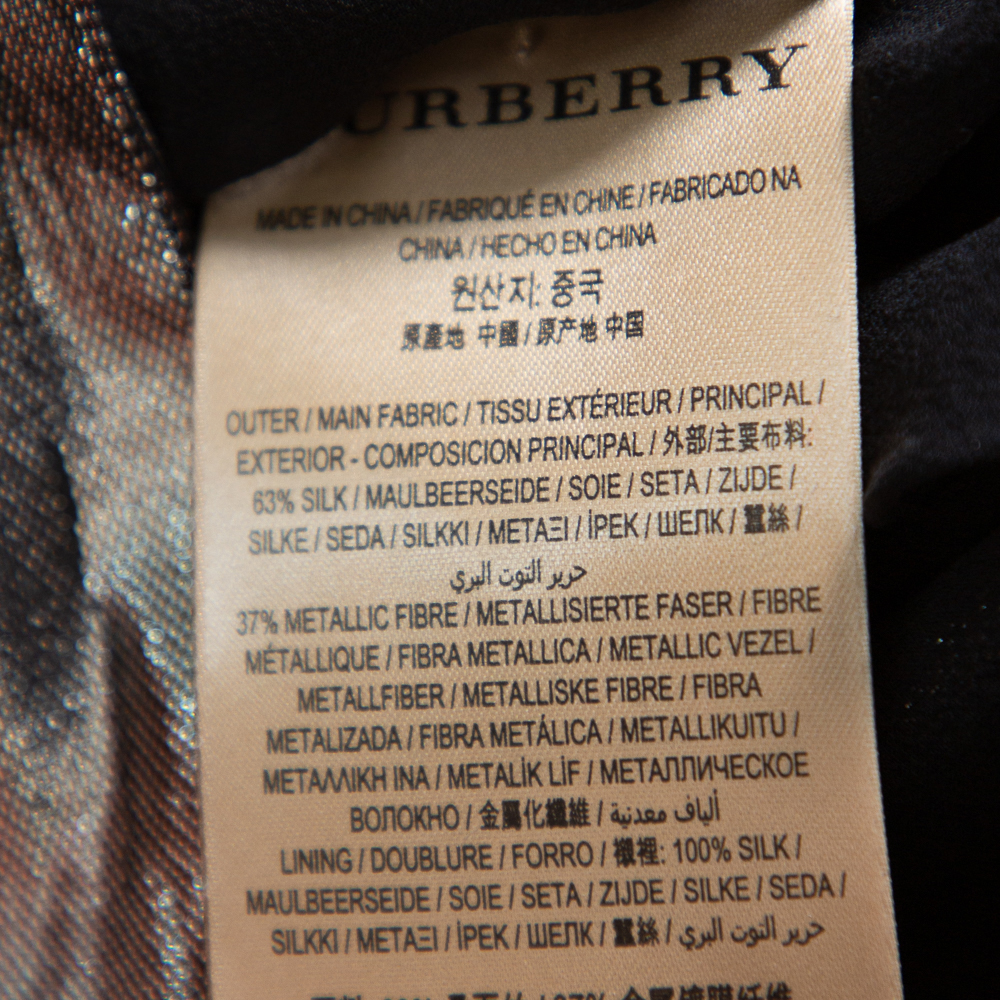 BURBERRY
MADE IN CHINA / FABRIQUÉ EN CHINE / FABRICADO NA
CHINA / HECHO EN CHINA
원산지: 중국
原產地 中國 / 原产地 中国
OUTER / MAIN FABRIC / TISSU EXTÉRIEUR / PRINCIPAL /
EXTERIOR - COMPOSICION PRINCIPAL / 外部/主要布料:
63% SILK / MAULBEERSEIDE / SOIE / SETA / ZIJDE /
SILKE / SEDA / SILKKI / ΜΕΤΑΞΙ / İPEK / ШЕЛК / 蠶絲 /
حرير التوت البري
37% METALLIC FIBRE / METALLISIERTE FASER / FIBRE
MÉTALLIQUE / FIBRA METALLICA / METALLIC VEZEL /
METALLFIBER / METALLISKE FIBRE / FIBRA
METALIZADA / FIBRA METÁLICA / METALLIKUITU /
ΜΕΤΑΛΛΙΚΗ ΙΝΑ / METALİK LİF / МЕТАЛЛИЧЕСКОЕ
ВОЛОКНО / 金屬化纖維 / ألياف معدنية
LINING / DOUBLURE / FORRO / 襯裡: 100% SILK /
MAULBEERSEIDE / SOIE / SETA / ZIJDE / SILKE / SEDA /
SILKKI / ΜΕΤΑΞΙ / İPEK / ШЕЛК / 蠶絲 / حرير التوت البري